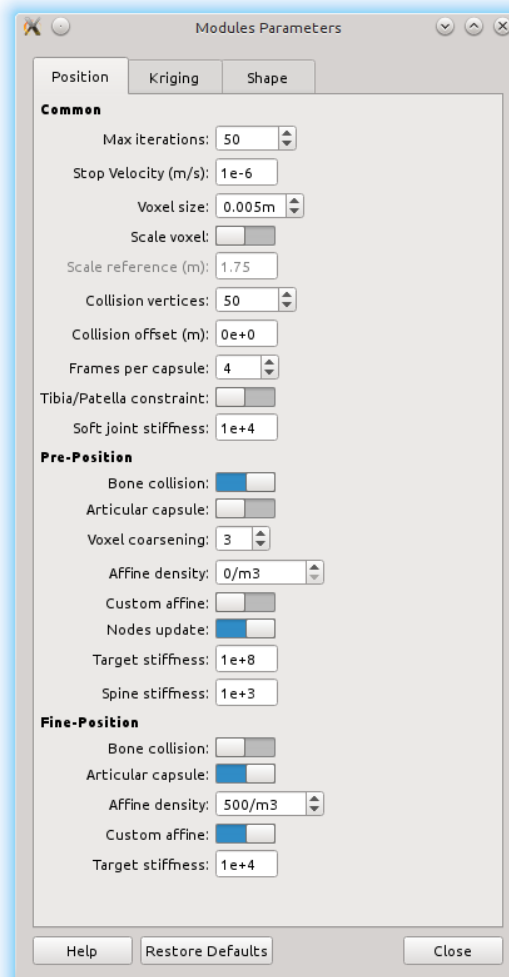 Modules Parameters
Position Kriging Shape
Common
Max iterations: 50
Stop Velocity (m/s): 1e-6
Voxel size: 0.005m
Scale voxel:
Scale reference (m): 1.75
Collision vertices: 50
Collision offset (m): 0e+0
Frames per capsule: 4
Tibia/Patella constraint:
Soft joint stiffness: 1e+4
Pre-Position
Bone collision:
Articular capsule:
Voxel coarsening: 3
Affine density: 0/m3
Custom affine:
Nodes update:
Target stiffness: 1e+8
Spine stiffness: 1e+3
Fine-Position
Bone collision:
Articular capsule:
Affine density: 500/m3
Custom affine:
Target stiffness: 1e+4
Help Restore Defaults Close